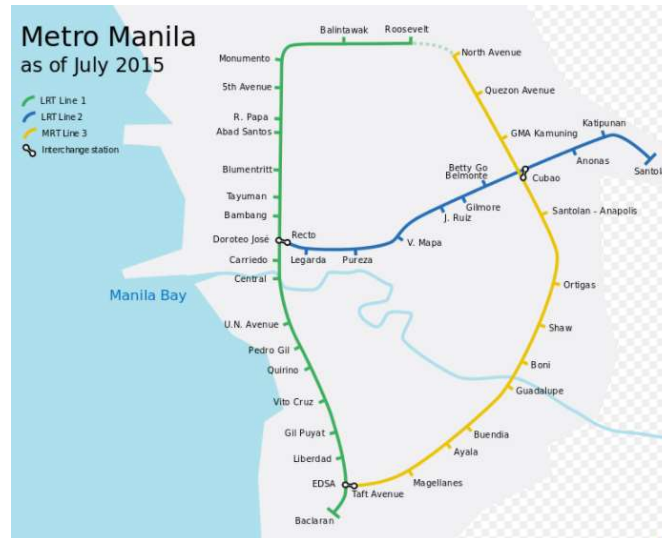 Metro Manila
as of July 2015
LRT Line 1
LRT Line 2
MRT Line 3
Interchange station
Balintawak
Roosevelt
Monumento
5th Avenue
R. Papa
Abad Santos
Blumentritt
Tayuman
Bambang
Doroteo José
Carriedo
Central
U.N. Avenue
Pedro Gil
Quirino
Vito Cruz
Gil Puyat
Liberdad
EDSA
Baclaran
Recto
Legarda
Pureza
V. Mapa
J. Ruiz
Gilmore
Betty Go
Belmonte
Cubao
Anonas
Katipunan
Santol
North Avenue
Quezon Avenue
GMA Kamuning
Santolan - Anapolis
Ortigas
Shaw
Boni
Guadalupe
Buendia
Ayala
Magellanes
Taft Avenue
Manila Bay